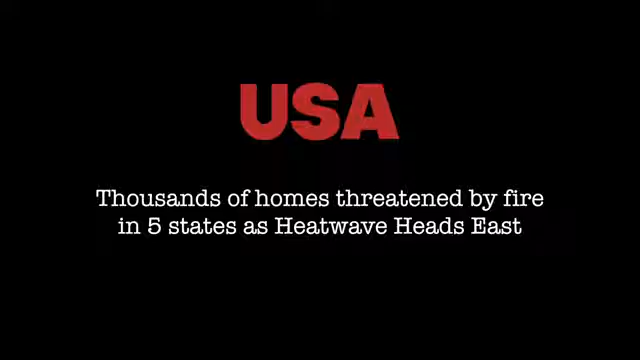 USA
Thousands of homes threatened by fire
in 5 states as Heatwave Heads East